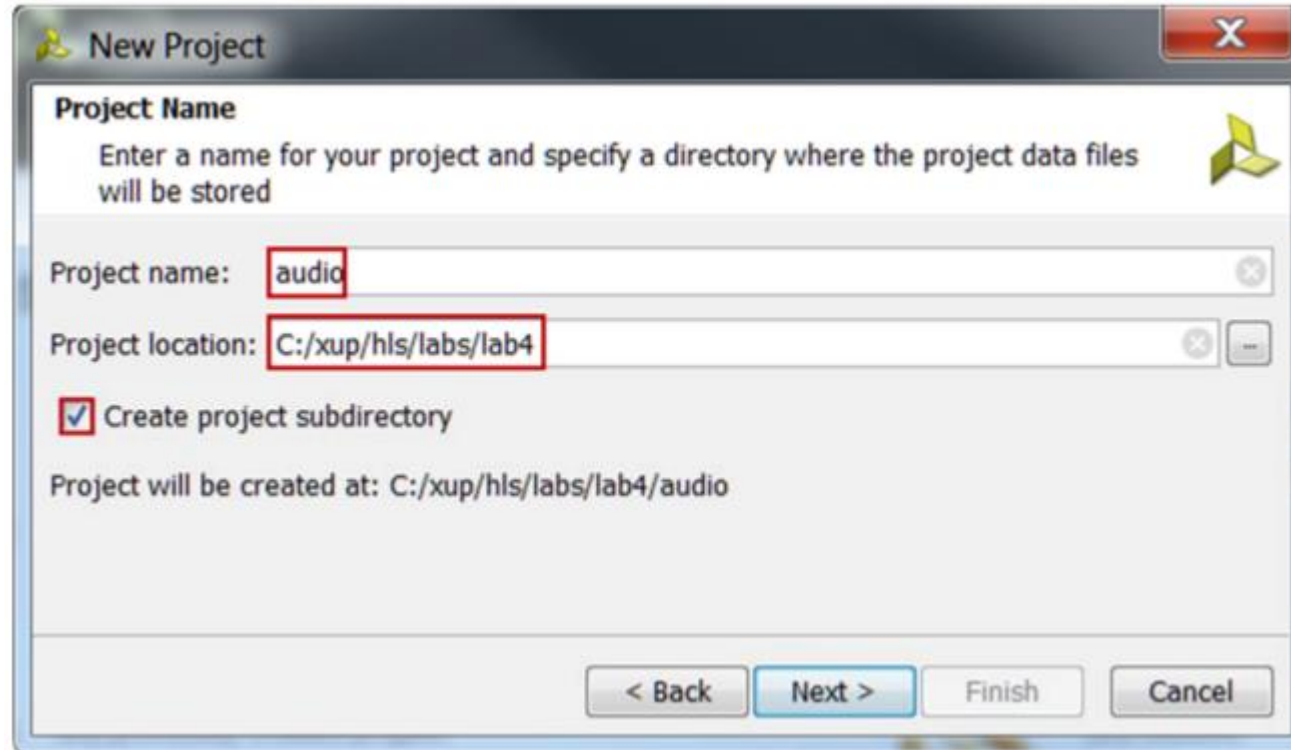 New Project
Project Name
Enter a name for your project and specify a directory where the project data files
will be stored
Project name: audio
Project location: C:/xup/hls/labs/lab4
...
Create project subdirectory
Project will be created at: C:/xup/hls/labs/lab4/audio
< Back Next > Finish Cancel